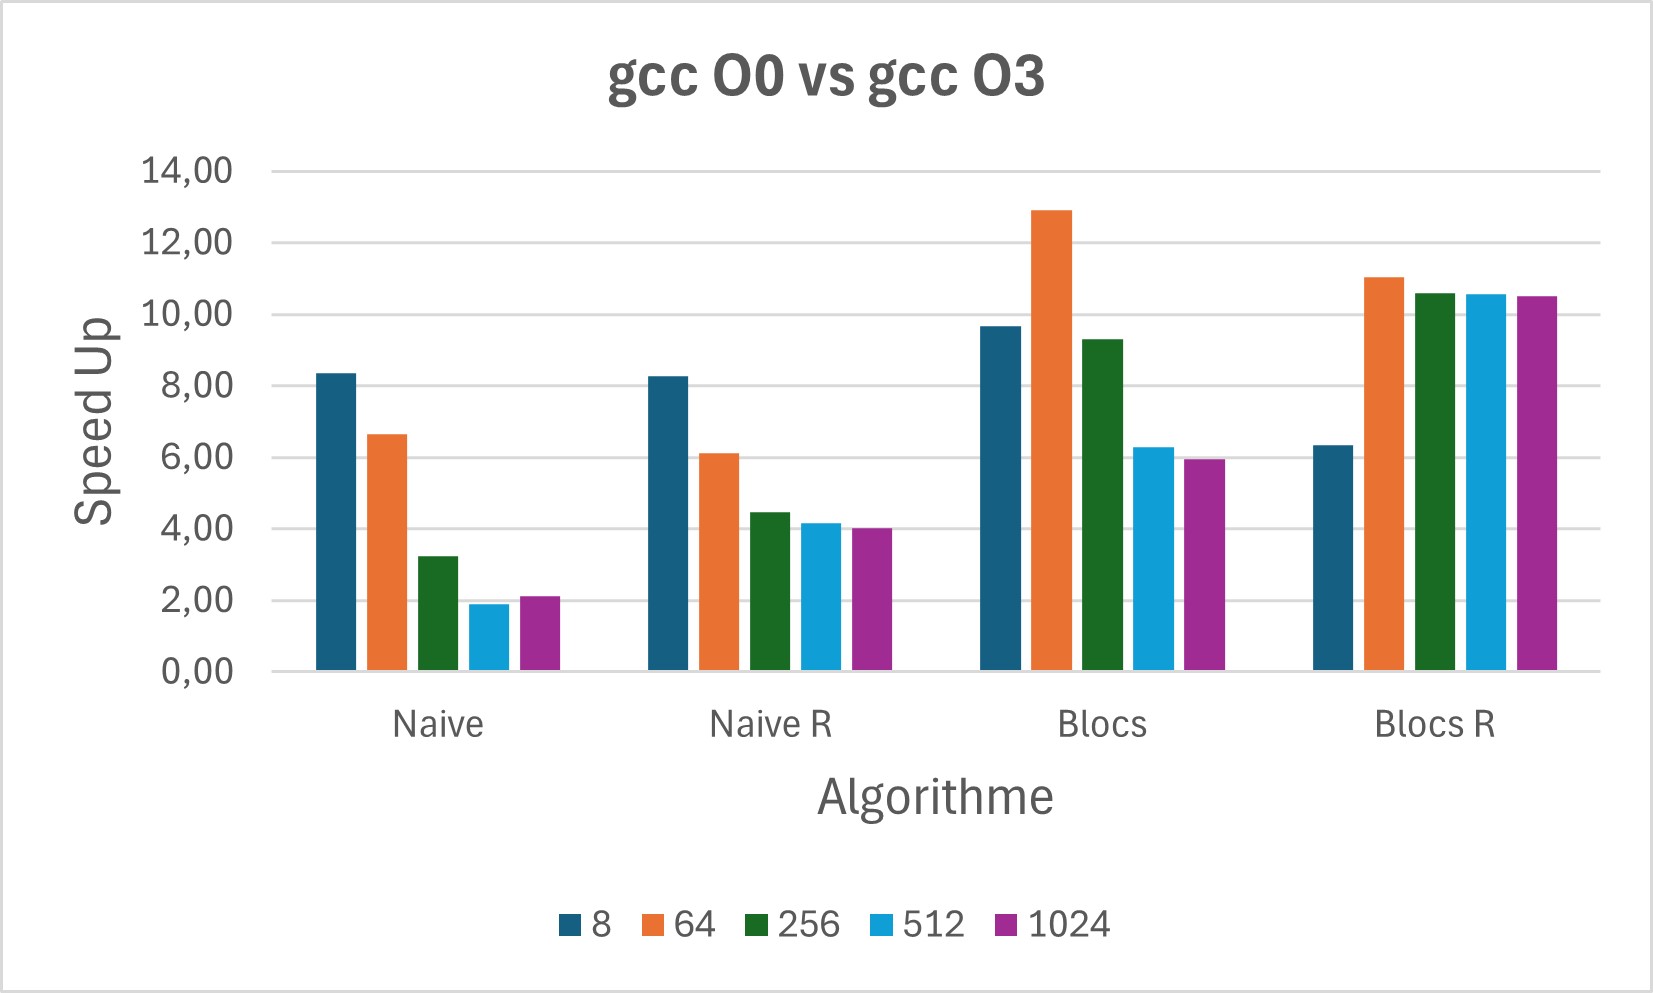 gcc O0 vs gcc O3
14,00
12,00
10,00
8,00
6,00
4,00
2,00
0,00
Speed Up
Naive
Naive R
Blocs
Blocs R
Algorithme
8 64 256 512 1024